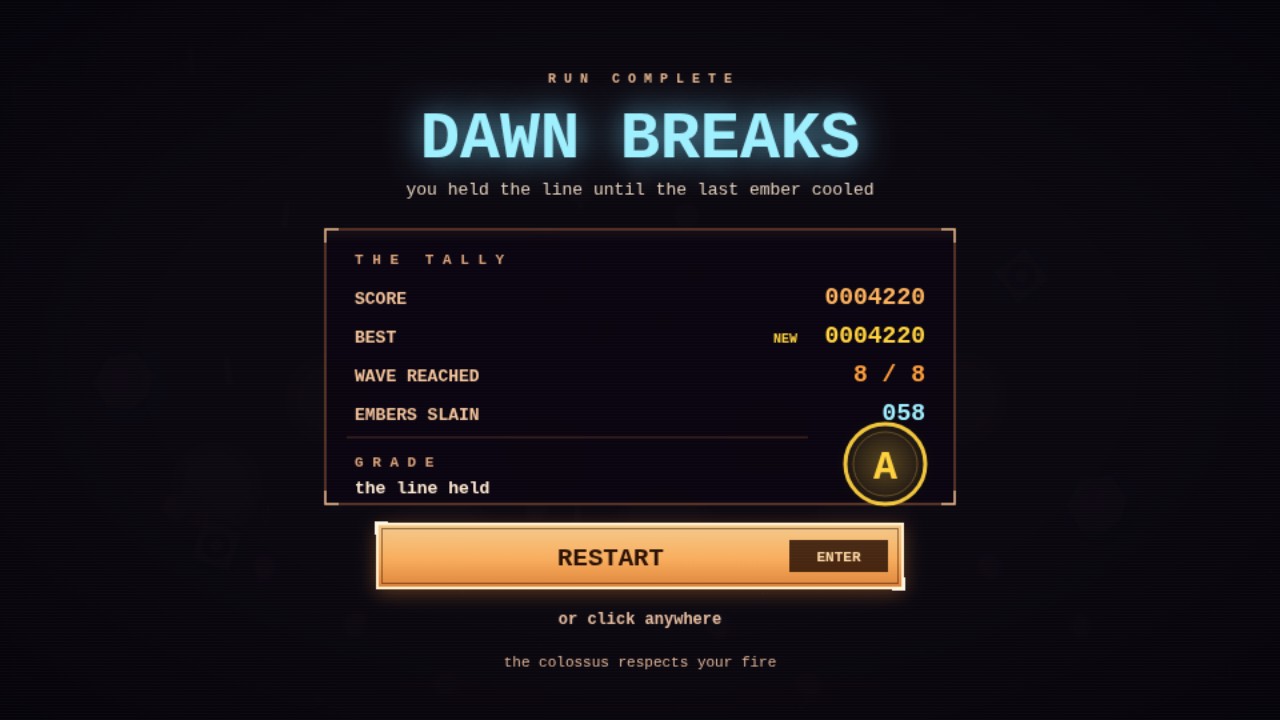 RUN COMPLETE
DAWN BREAKS
you held the line until the last ember cooled
THE TALLY
SCORE 0004220
BEST NEW 0004220
WAVE REACHED 8 / 8
EMBERS SLAIN 058
GRADE
the line held
A
RESTART ENTER
or click anywhere
the colossus respects your fire